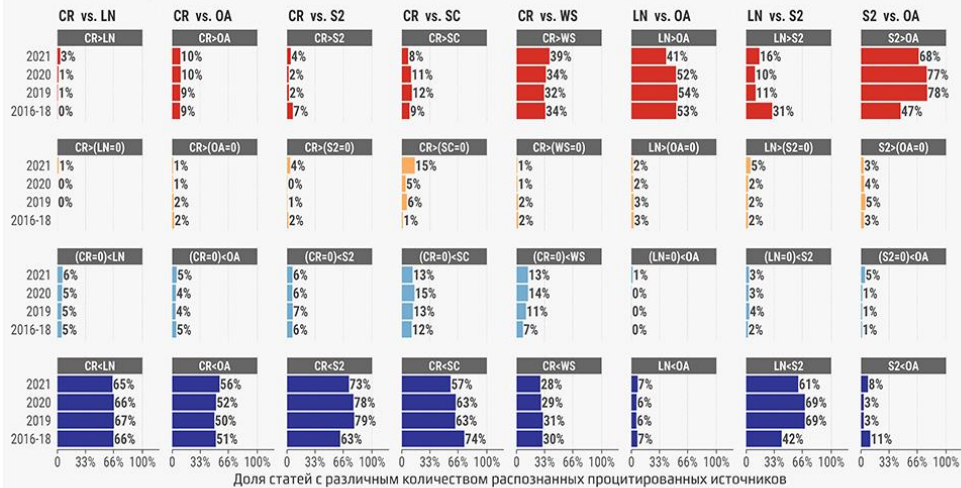 CR vs. LN CR vs. OA CR vs. S2 CR vs. SC CR vs. WS LN vs. OA LN vs. S2 S2 vs. OA
CR>LN CR>OA CR>S2 CR>SC CR>WS LN>OA LN>S2 S2>OA
2021 3% 10% 4% 8% 39% 41% 16% 68%
2020 1% 10% 2% 11% 34% 52% 10% 77%
2019 1% 9% 2% 12% 32% 54% 11% 78%
2016-18 0% 9% 7% 9% 34% 53% 31% 47%
CR>(LN=0) CR>(OA=0) CR>(S2=0) CR>(SC=0) CR>(WS=0) LN>(OA=0) LN>(S2=0) S2>(OA=0)
2021 1% 1% 4% 15% 1% 2% 5% 3%
2020 0% 1% 0% 5% 1% 2% 2% 4%
2019 0% 2% 1% 6% 2% 3% 2% 5%
2016-18 2% 2% 1% 2% 3% 2% 3%
(CR=0)<LN (CR=0)<OA (CR=0)<S2 (CR=0)<SC (CR=0)<WS (LN=0)<OA (LN=0)<S2 (S2=0)<OA
2021 6% 5% 6% 13% 13% 1% 3% 5%
2020 5% 4% 6% 15% 14% 0% 3% 1%
2019 5% 4% 7% 13% 11% 0% 4% 1%
2016-18 5% 5% 6% 12% 7% 0% 2% 1%
CR<LN CR<OA CR<S2 CR<SC CR<WS LN<OA LN<S2 S2<OA
2021 65% 56% 73% 57% 28% 7% 61% 8%
2020 66% 52% 78% 63% 29% 6% 69% 3%
2019 67% 50% 79% 63% 31% 6% 69% 3%
2016-18 66% 51% 63% 74% 30% 7% 42% 11%
0 33% 66% 100% 0 33% 66% 100% 0 33% 66% 100% 0 33% 66% 100% 0 33% 66% 100% 0 33% 66% 100% 0 33% 66% 100% 0 33% 66% 100%
Доля статей с различным количеством распознанных процитированных источников